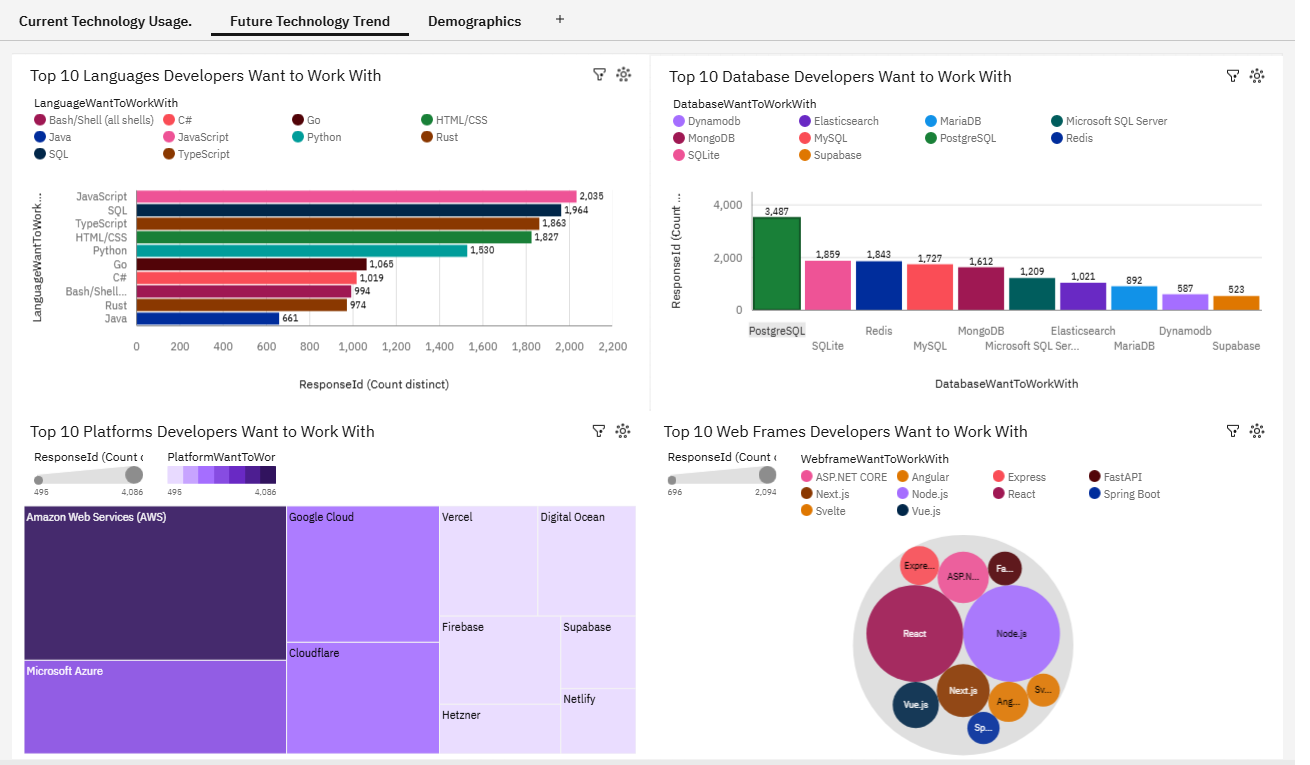 Current Technology Usage. Future Technology Trend Demographics +
Top 10 Languages Developers Want to Work With
LanguageWantToWorkWith
Bash/Shell (all shells) C# Go HTML/CSS
Java JavaScript Python Rust
SQL TypeScript
LanguageWantToWork...
JavaScript 2,035
SQL 1,964
TypeScript 1,863
HTML/CSS 1,827
Python 1,530
Go 1,065
C# 1,019
Bash/Shell... 994
Rust 974
Java 661
0 200 400 600 800 1,000 1,200 1,400 1,600 1,800 2,000 2,200
ResponseId (Count distinct)
Top 10 Database Developers Want to Work With
DatabaseWantToWorkWith
Dynamodb Elasticsearch MariaDB Microsoft SQL Server
MongoDB MySQL PostgreSQL Redis
SQLite Supabase
ResponseId (Count ...
4,000
2,000
0
3,487 1,859 1,843 1,727 1,612 1,209 1,021 892 587 523
PostgreSQL Redis MongoDB Elasticsearch Dynamodb
SQLite MySQL Microsoft SQL Ser... MariaDB Supabase
DatabaseWantToWorkWith
Top 10 Platforms Developers Want to Work With
ResponseId (Count PlatformWantToWor
495 4,086 495 4,086
Amazon Web Services (AWS) Google Cloud Vercel Digital Ocean
Firebase Supabase
Cloudflare
Microsoft Azure
Netlify
Hetzner
Top 10 Web Frames Developers Want to Work With
ResponseId (Count WebframeWantToWorkWith
696 2,094
ASP.NET CORE Angular Express FastAPI
Next.js Node.js React Spring Boot
Svelte Vue.js
Expre... ASP.N... Fa...
React Node.js
Vue.js Next.js Ang... Sv...
Sp...